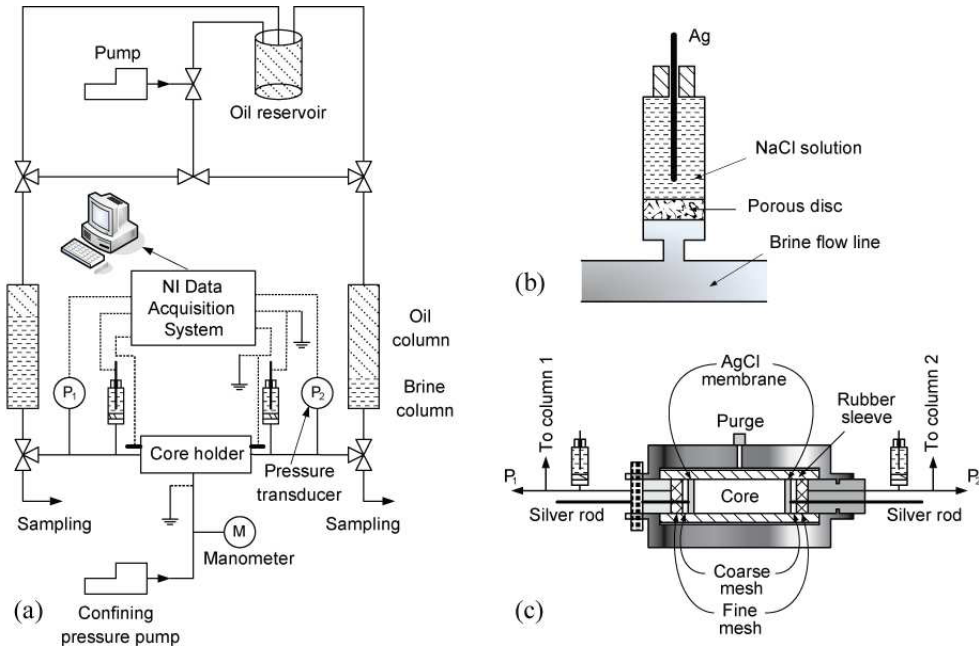 Pump
Oil reservoir
NI Data
Acquisition
System
Oil
column
Brine
column
P1
P2
Core holder
Pressure
transducer
Sampling
Sampling
M
Manometer
Confining
pressure pump
(a)
Ag
NaCl solution
Porous disc
Brine flow line
(b)
To column 1
AgCl
membrane
Purge
Rubber
sleeve
To column 2
P1
Core
Silver rod
Silver rod
Coarse
mesh
Fine
mesh
(c)